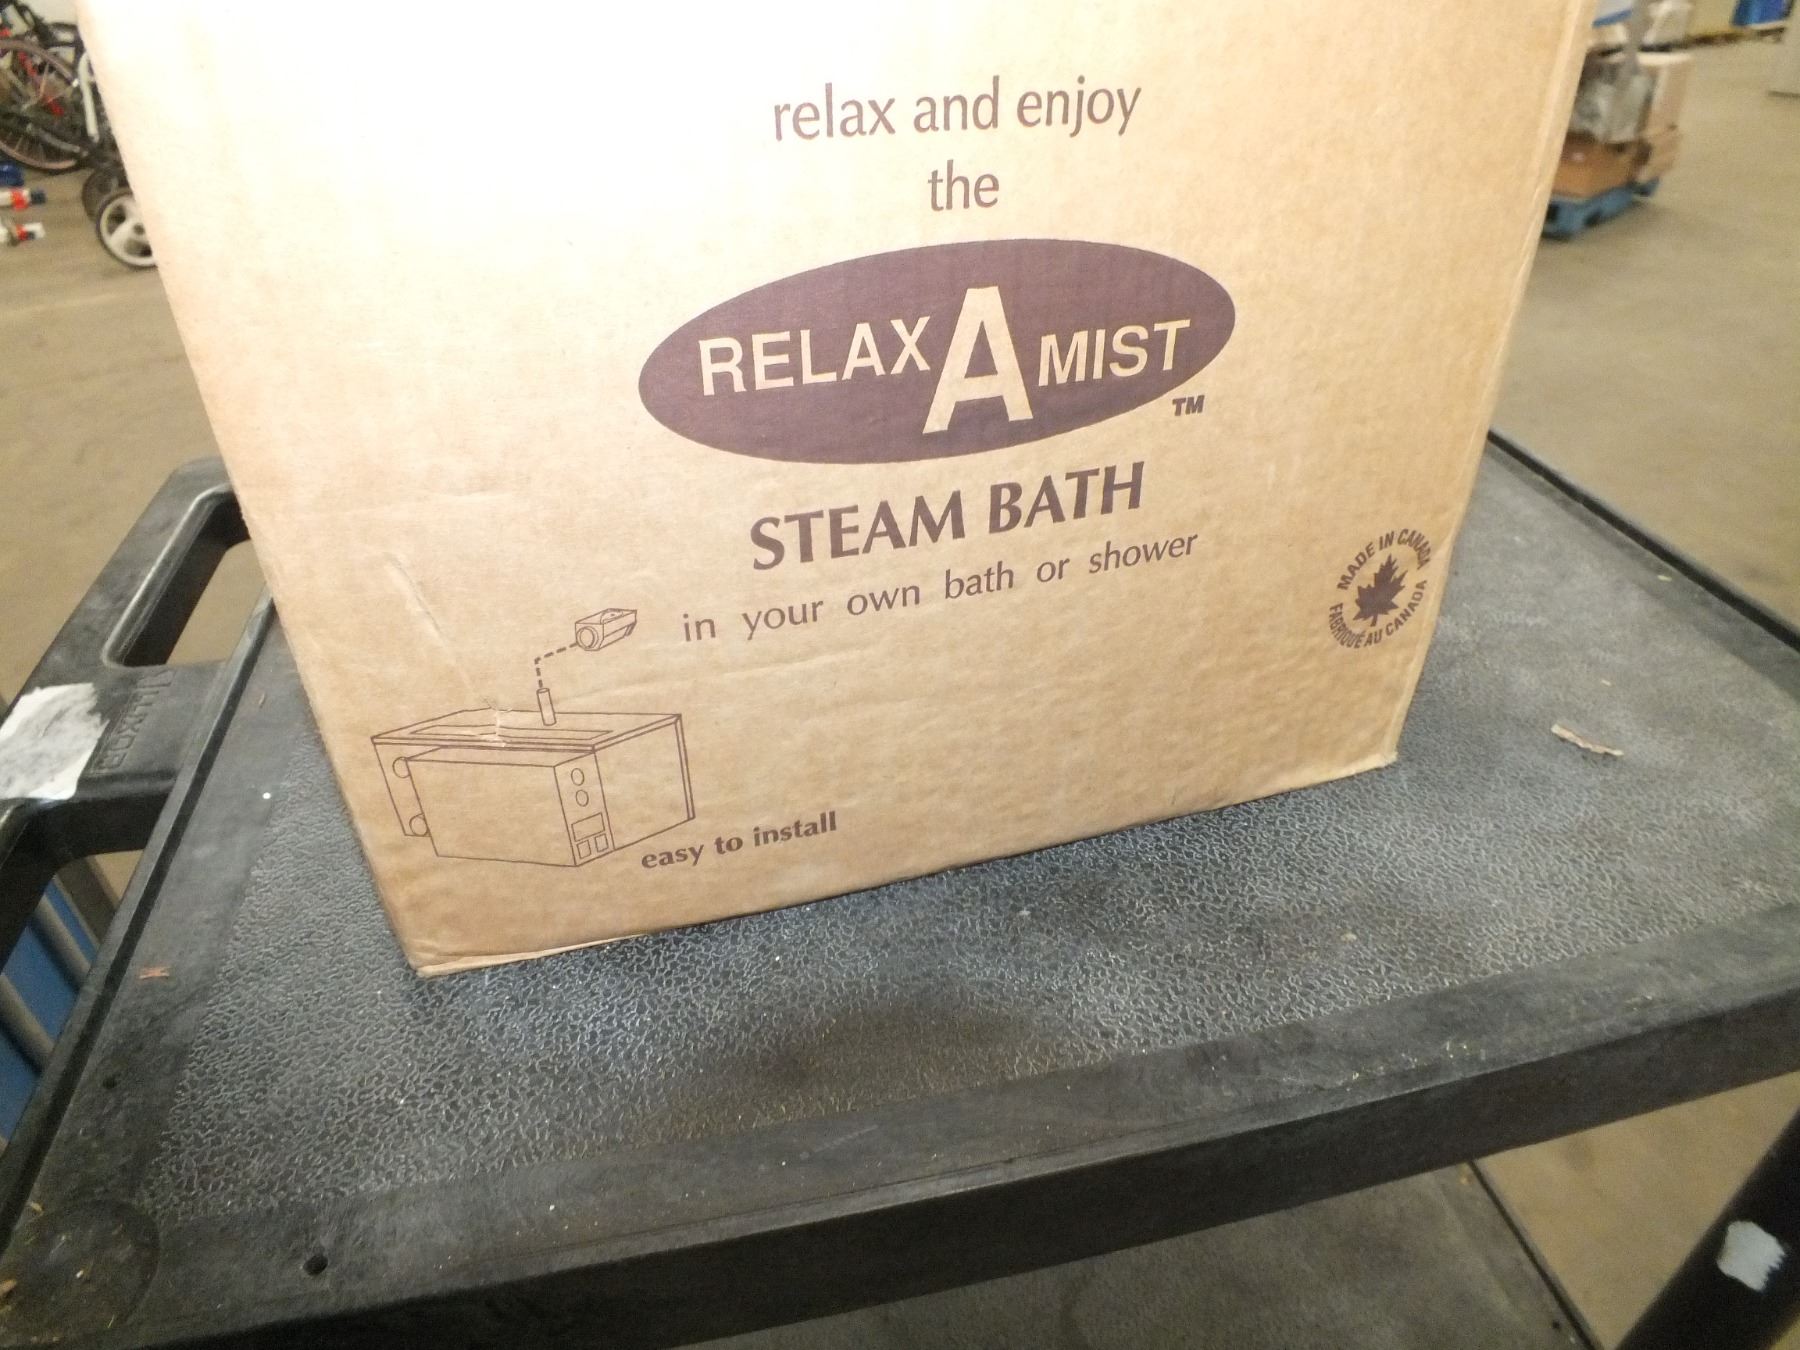 relax and enjoy
the
RELAX A MIST
TM
STEAM BATH
in your own bath or shower
MADE IN CANADA
FABRIQUÉ AU CANADA
easy to install